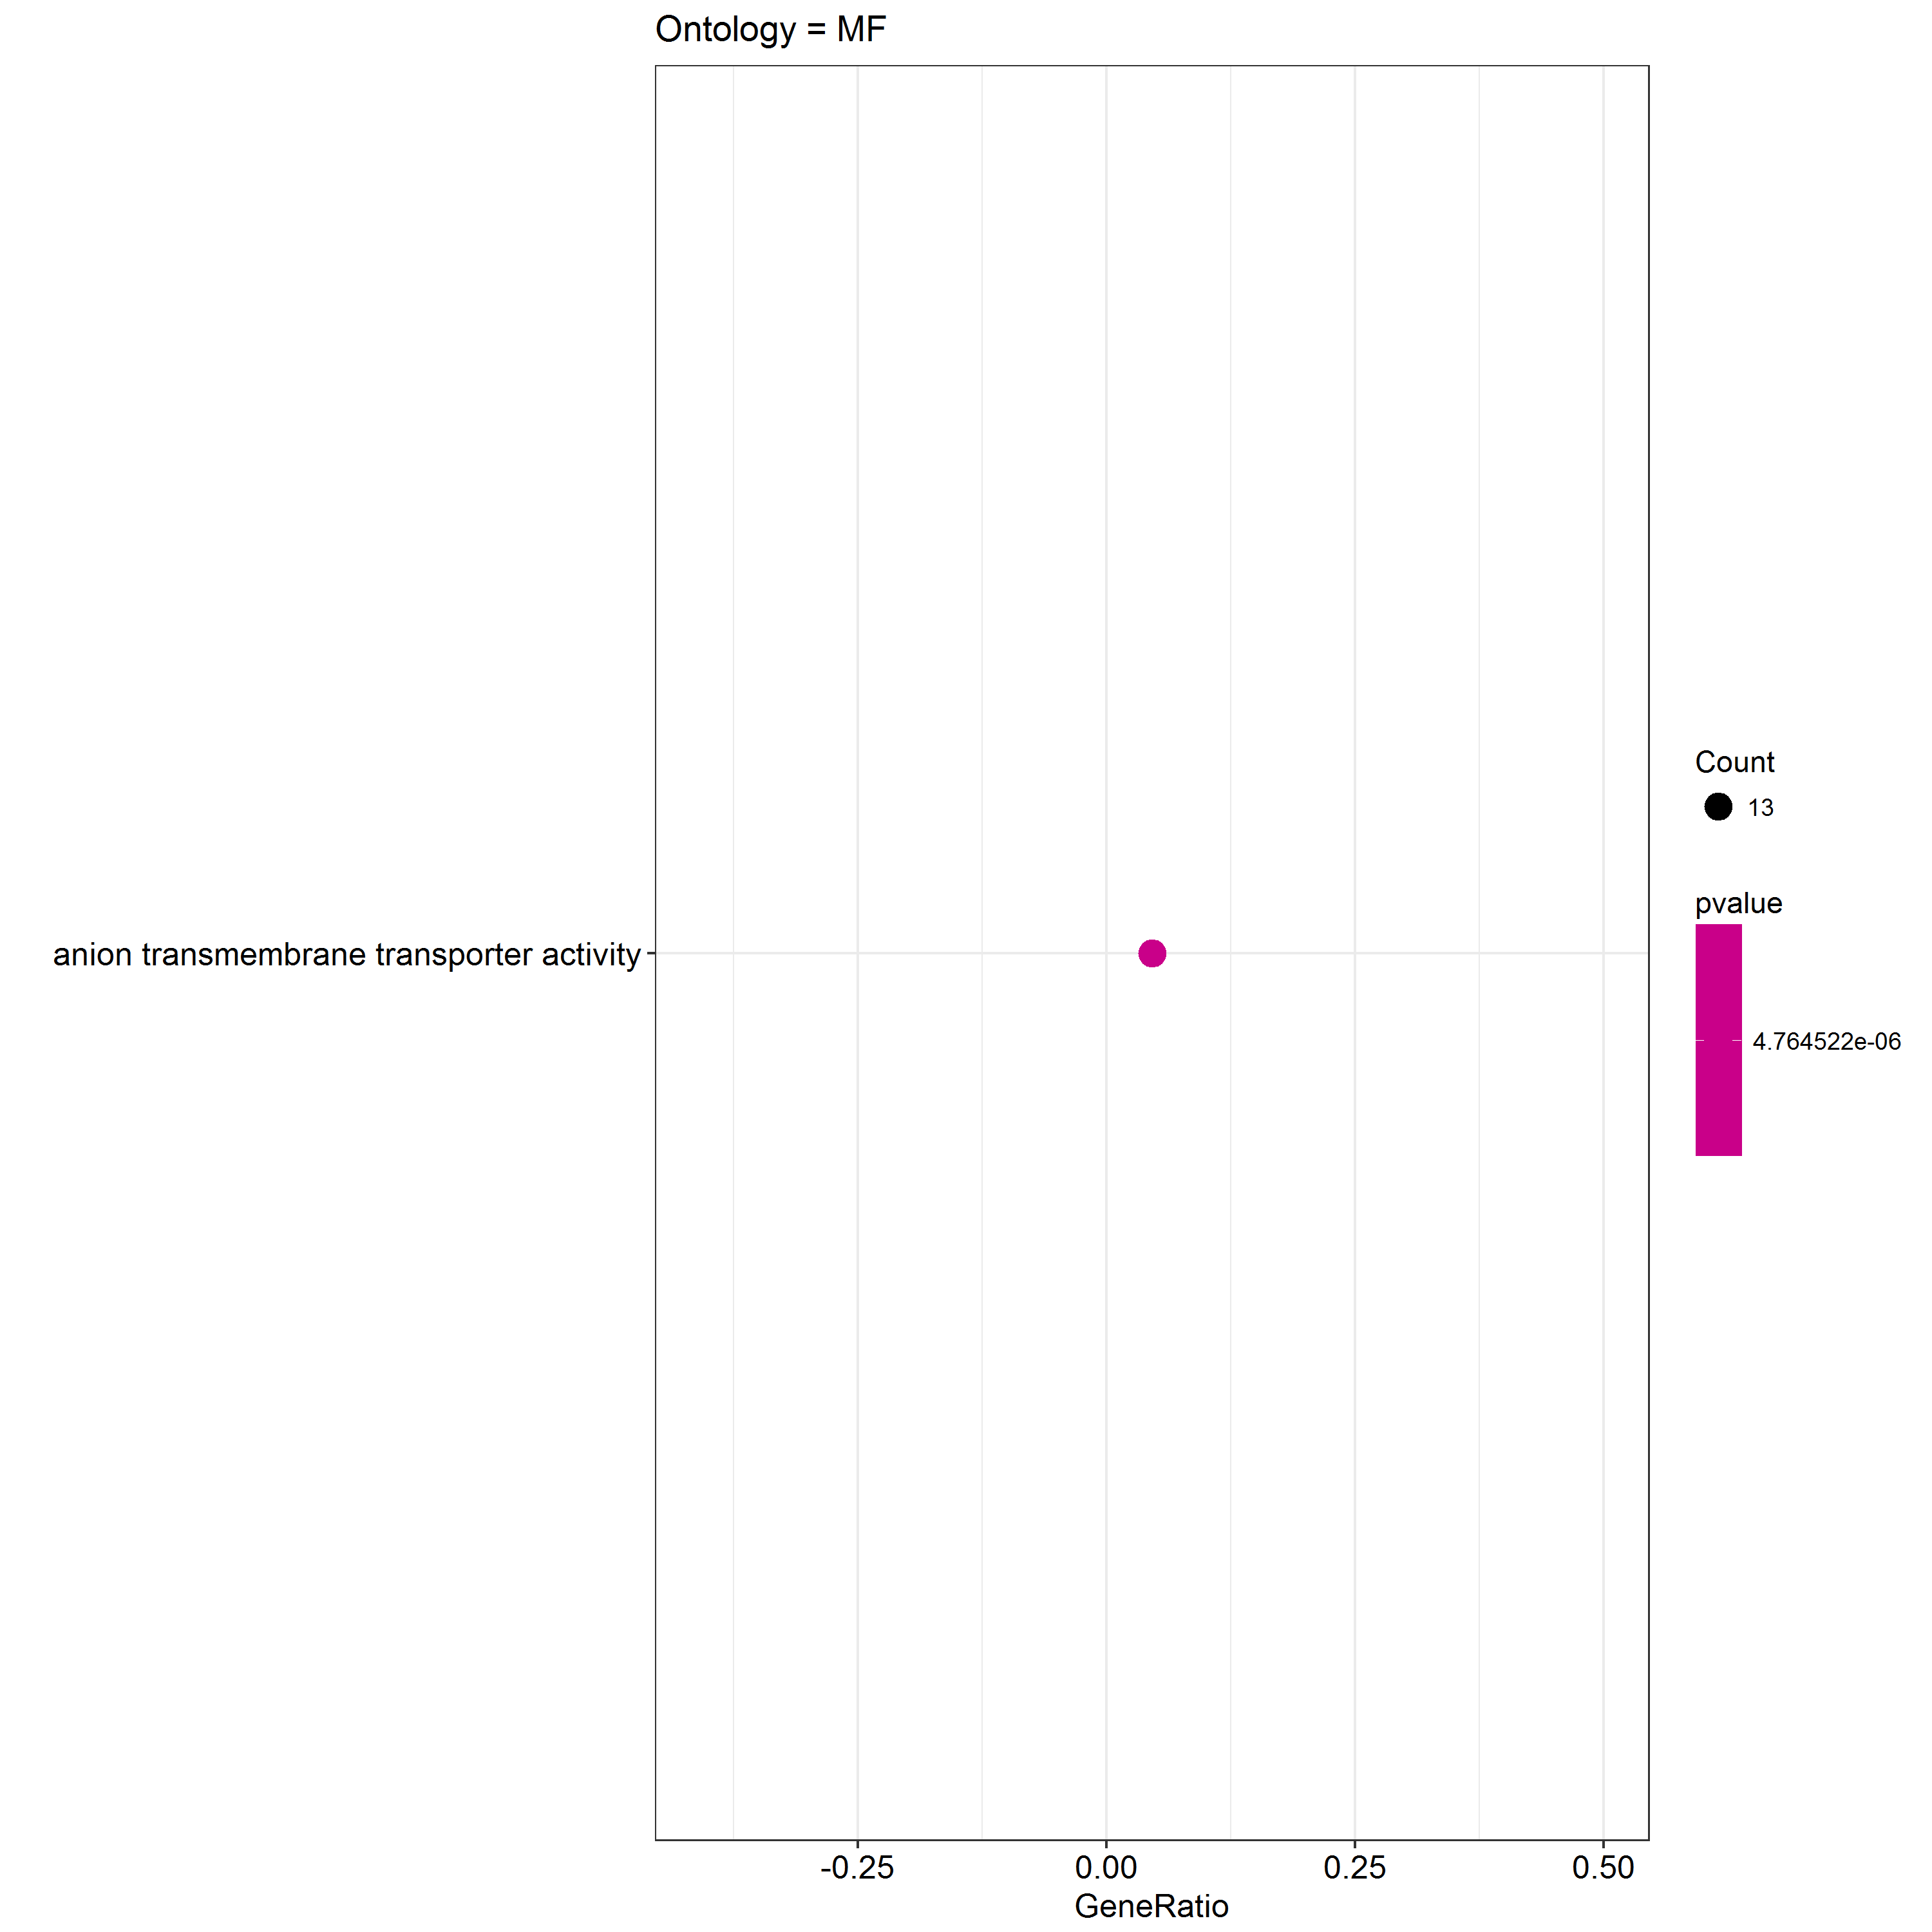 Ontology = MF
anion transmembrane transporter activity
Count
13
pvalue
4.764522e-06
-0.25 0.00 0.25 0.50
GeneRatio